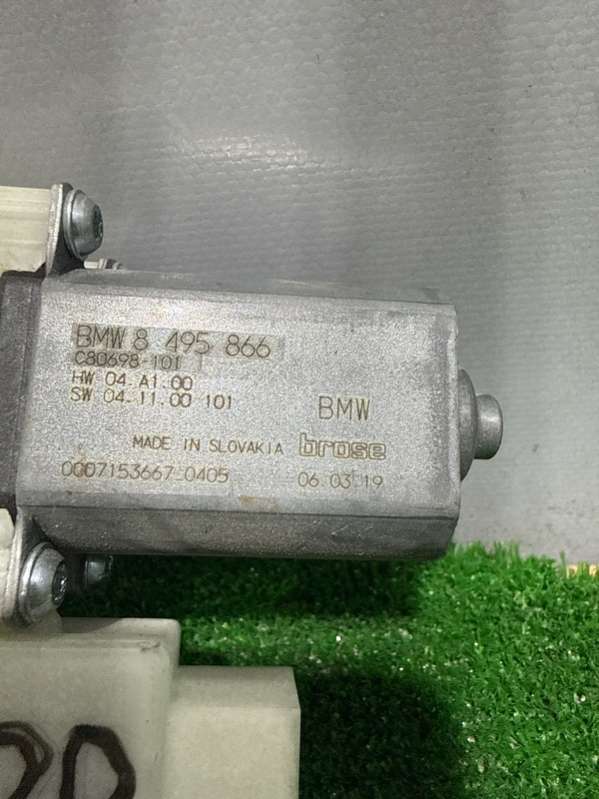 BMW 8 495 866
C80698-101
HW 04.A1.00
SW 04.11.00 101
BMW
MADE IN SLOVAKIA brose
0007153667 0405 06.03.19